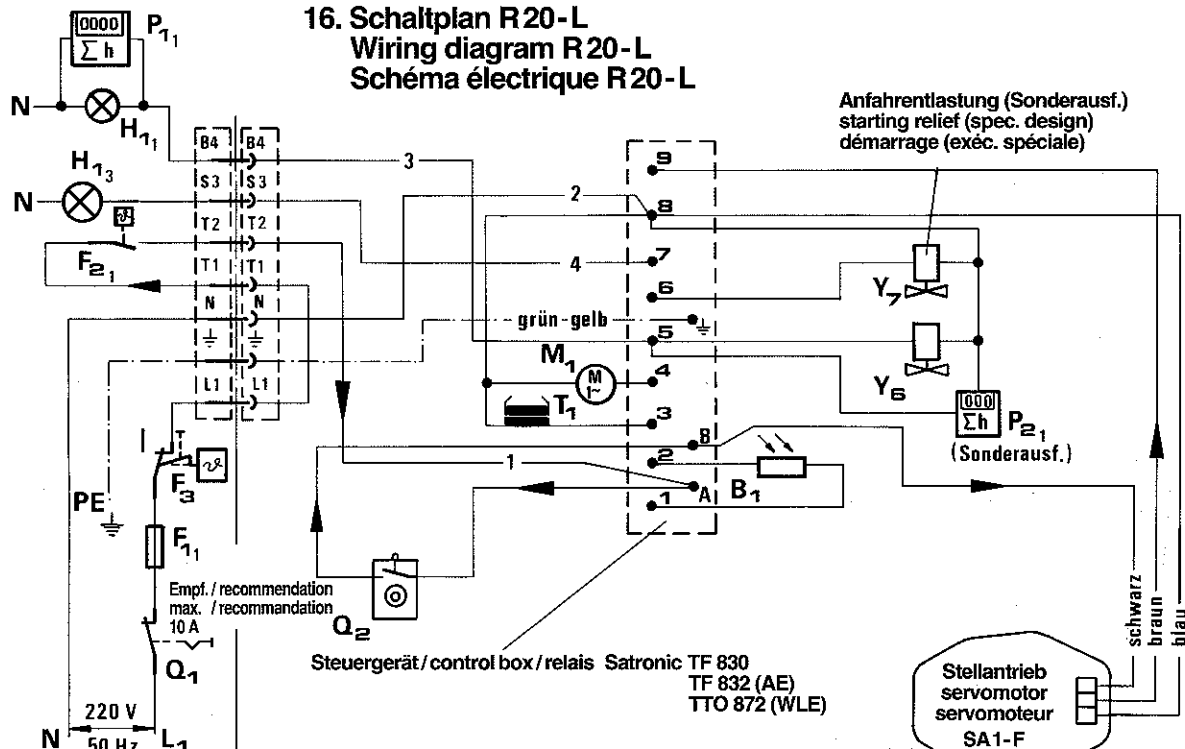 16. Schaltplan R20-L
Wiring diagram R20-L
Schéma électrique R20-L
0000
Σ h
P1₁
N
H1₁
H1₃
N
F2₁
B4 B4
S3 S3
T2 T2
T1 T1
N N
L1 L1
3
2
4
grün-gelb
1
9
8
7
6
5
4
3
B
2
A
1
M₁
M
1~
T₁
B₁
Anfahrentlastung (Sonderausf.)
starting relief (spec. design)
démarrage (exéc. spéciale)
Y₇
Y₆
000
Σh
P2₁
(Sonderausf.)
I
T
ϑ
F₃
PE
F1₁
Empf. / recommendation
max. / recommandation
10 A
Q₁
Q₂
220 V
N 50 Hz L₁
Steuergerät / control box / relais Satronic TF 830
TF 832 (AE)
TTO 872 (WLE)
schwarz
braun
blau
Stellantrieb
servomotor
servomoteur
SA1-F